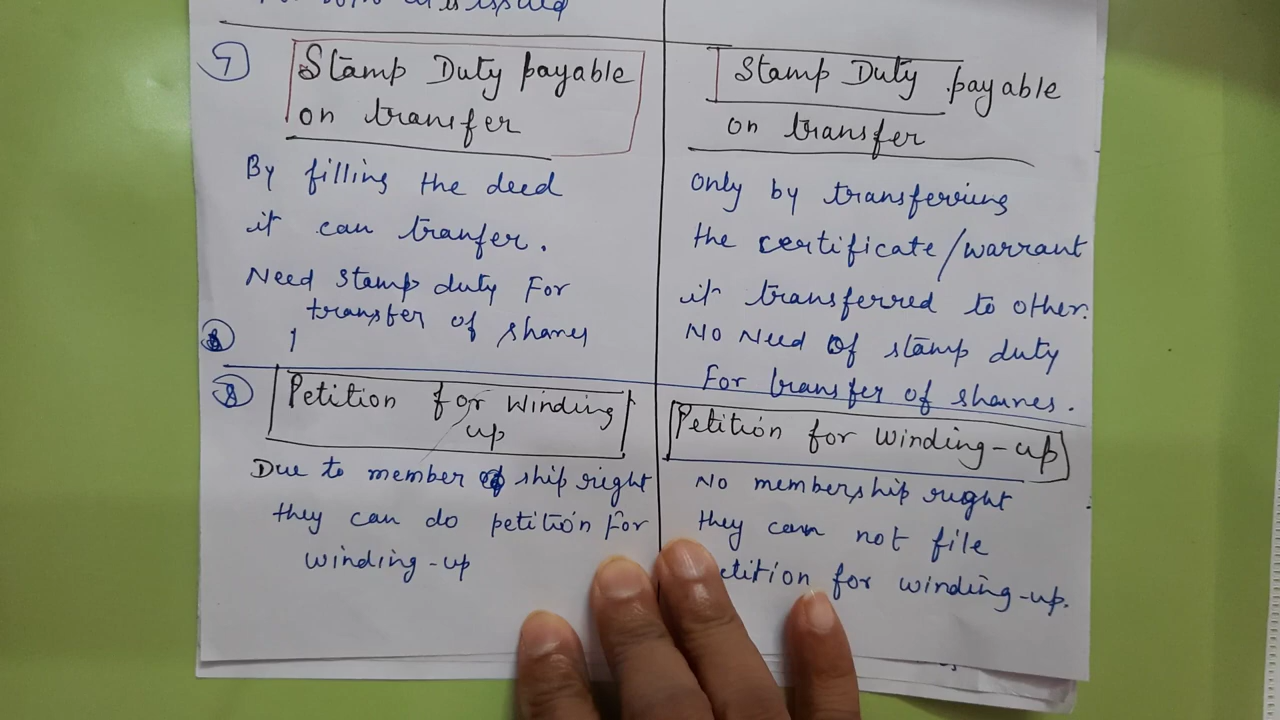 7
Stamp Duty payable
on transfer
By filling the deed
it can tranfer.
Need stamp duty For
transfer of shares
8
Petition for Winding
up
Due to member ship right
they can do petition For
winding-up
Stamp Duty payable
on transfer
only by transferring
the certificate/warrant
it transferred to other.
No Need of stamp duty
For transfer of shares.
Petition for Winding-up
No membership right
they can not file
etition for winding-up.